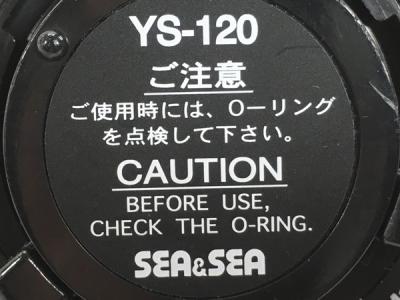 YS-120
ご注意
ご使用時には、Oーリング
を点検して下さい。
CAUTION
BEFORE USE,
CHECK THE O-RING.
SEA&SEA